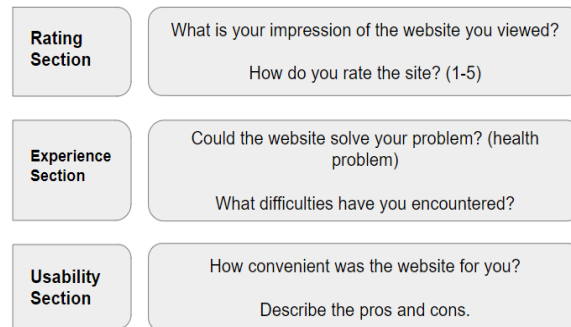 Rating
Section
What is your impression of the website you viewed?
How do you rate the site? (1-5)
Experience
Section
Could the website solve your problem? (health
problem)
What difficulties have you encountered?
Usability
Section
How convenient was the website for you?
Describe the pros and cons.